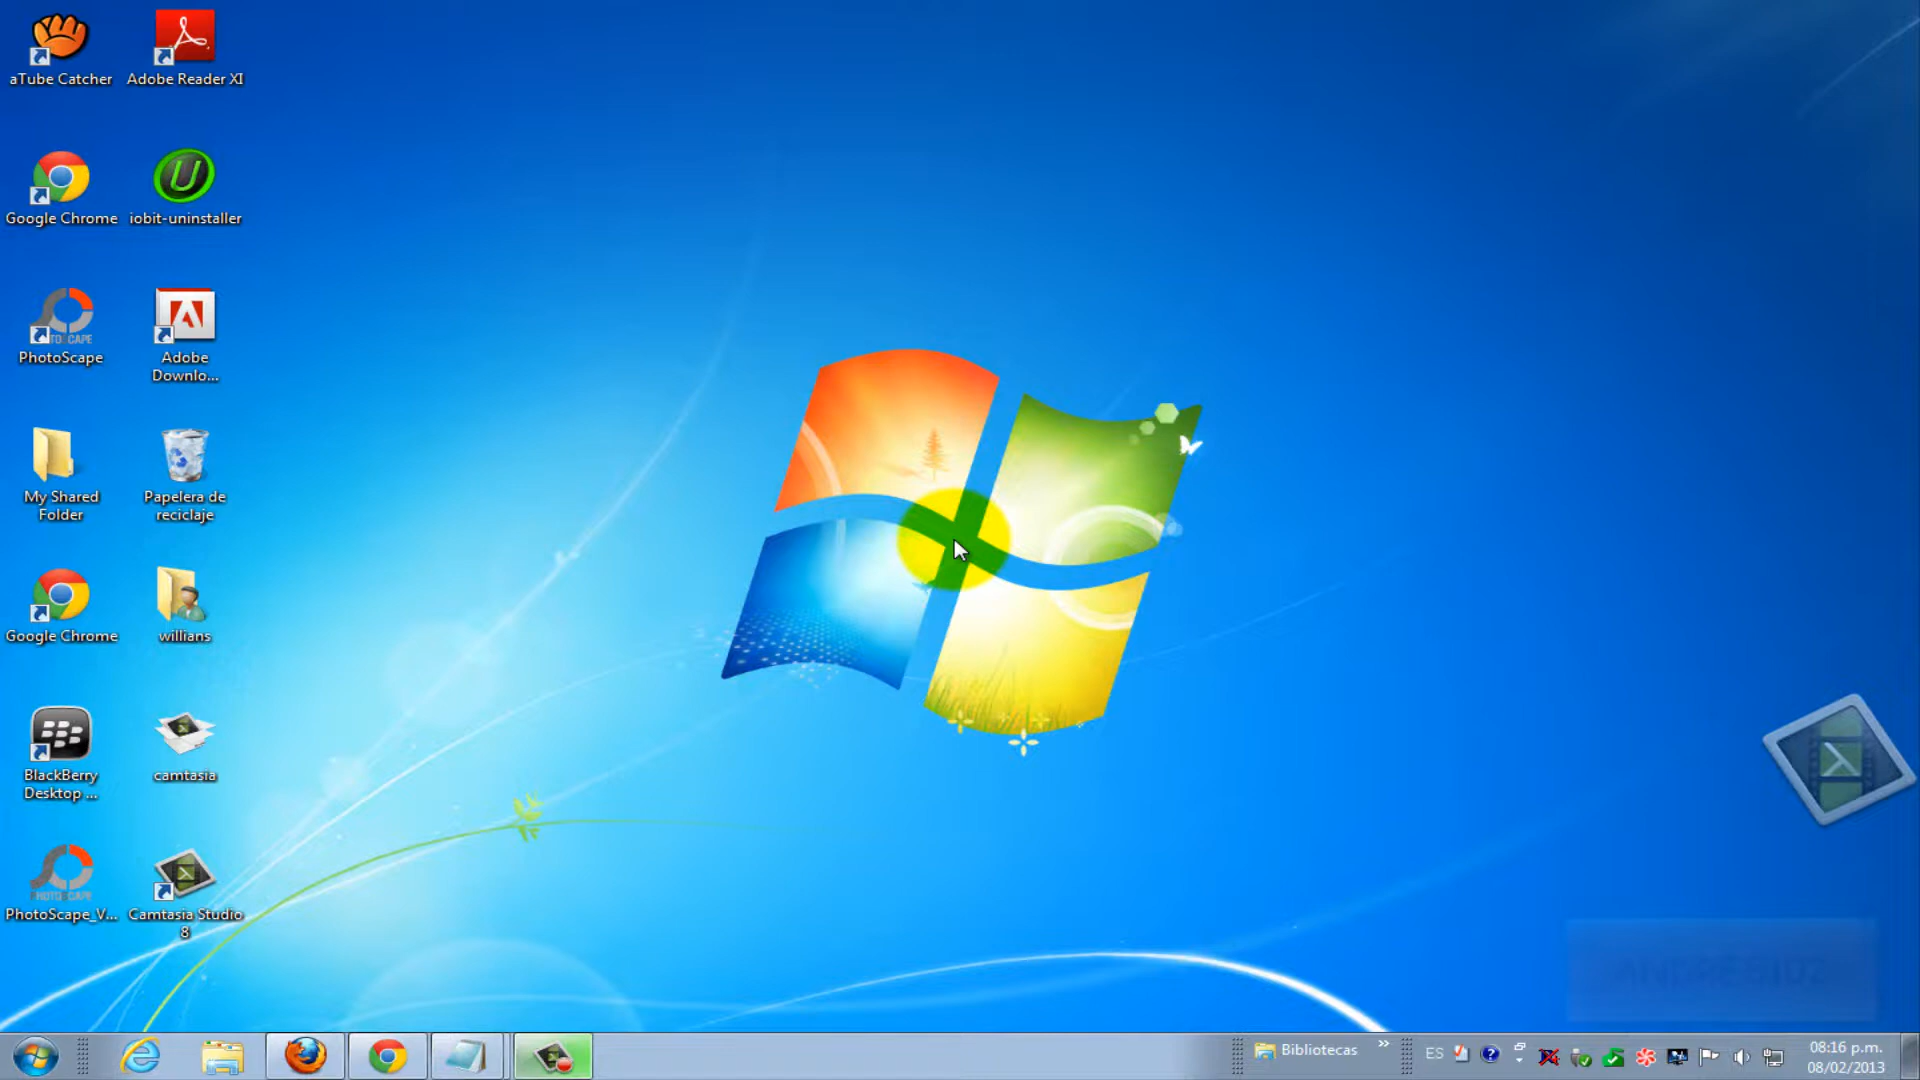 aTube Catcher
Adobe Reader XI
Google Chrome
iobit-uninstaller
PhotoScape
Adobe
Downlo...
My Shared
Folder
Papelera de
reciclaje
Google Chrome
willians
BlackBerry
Desktop ...
camtasia
PhotoScape_V...
Camtasia Studio
8
Bibliotecas
»
ES
08:16 p.m.
08/02/2013